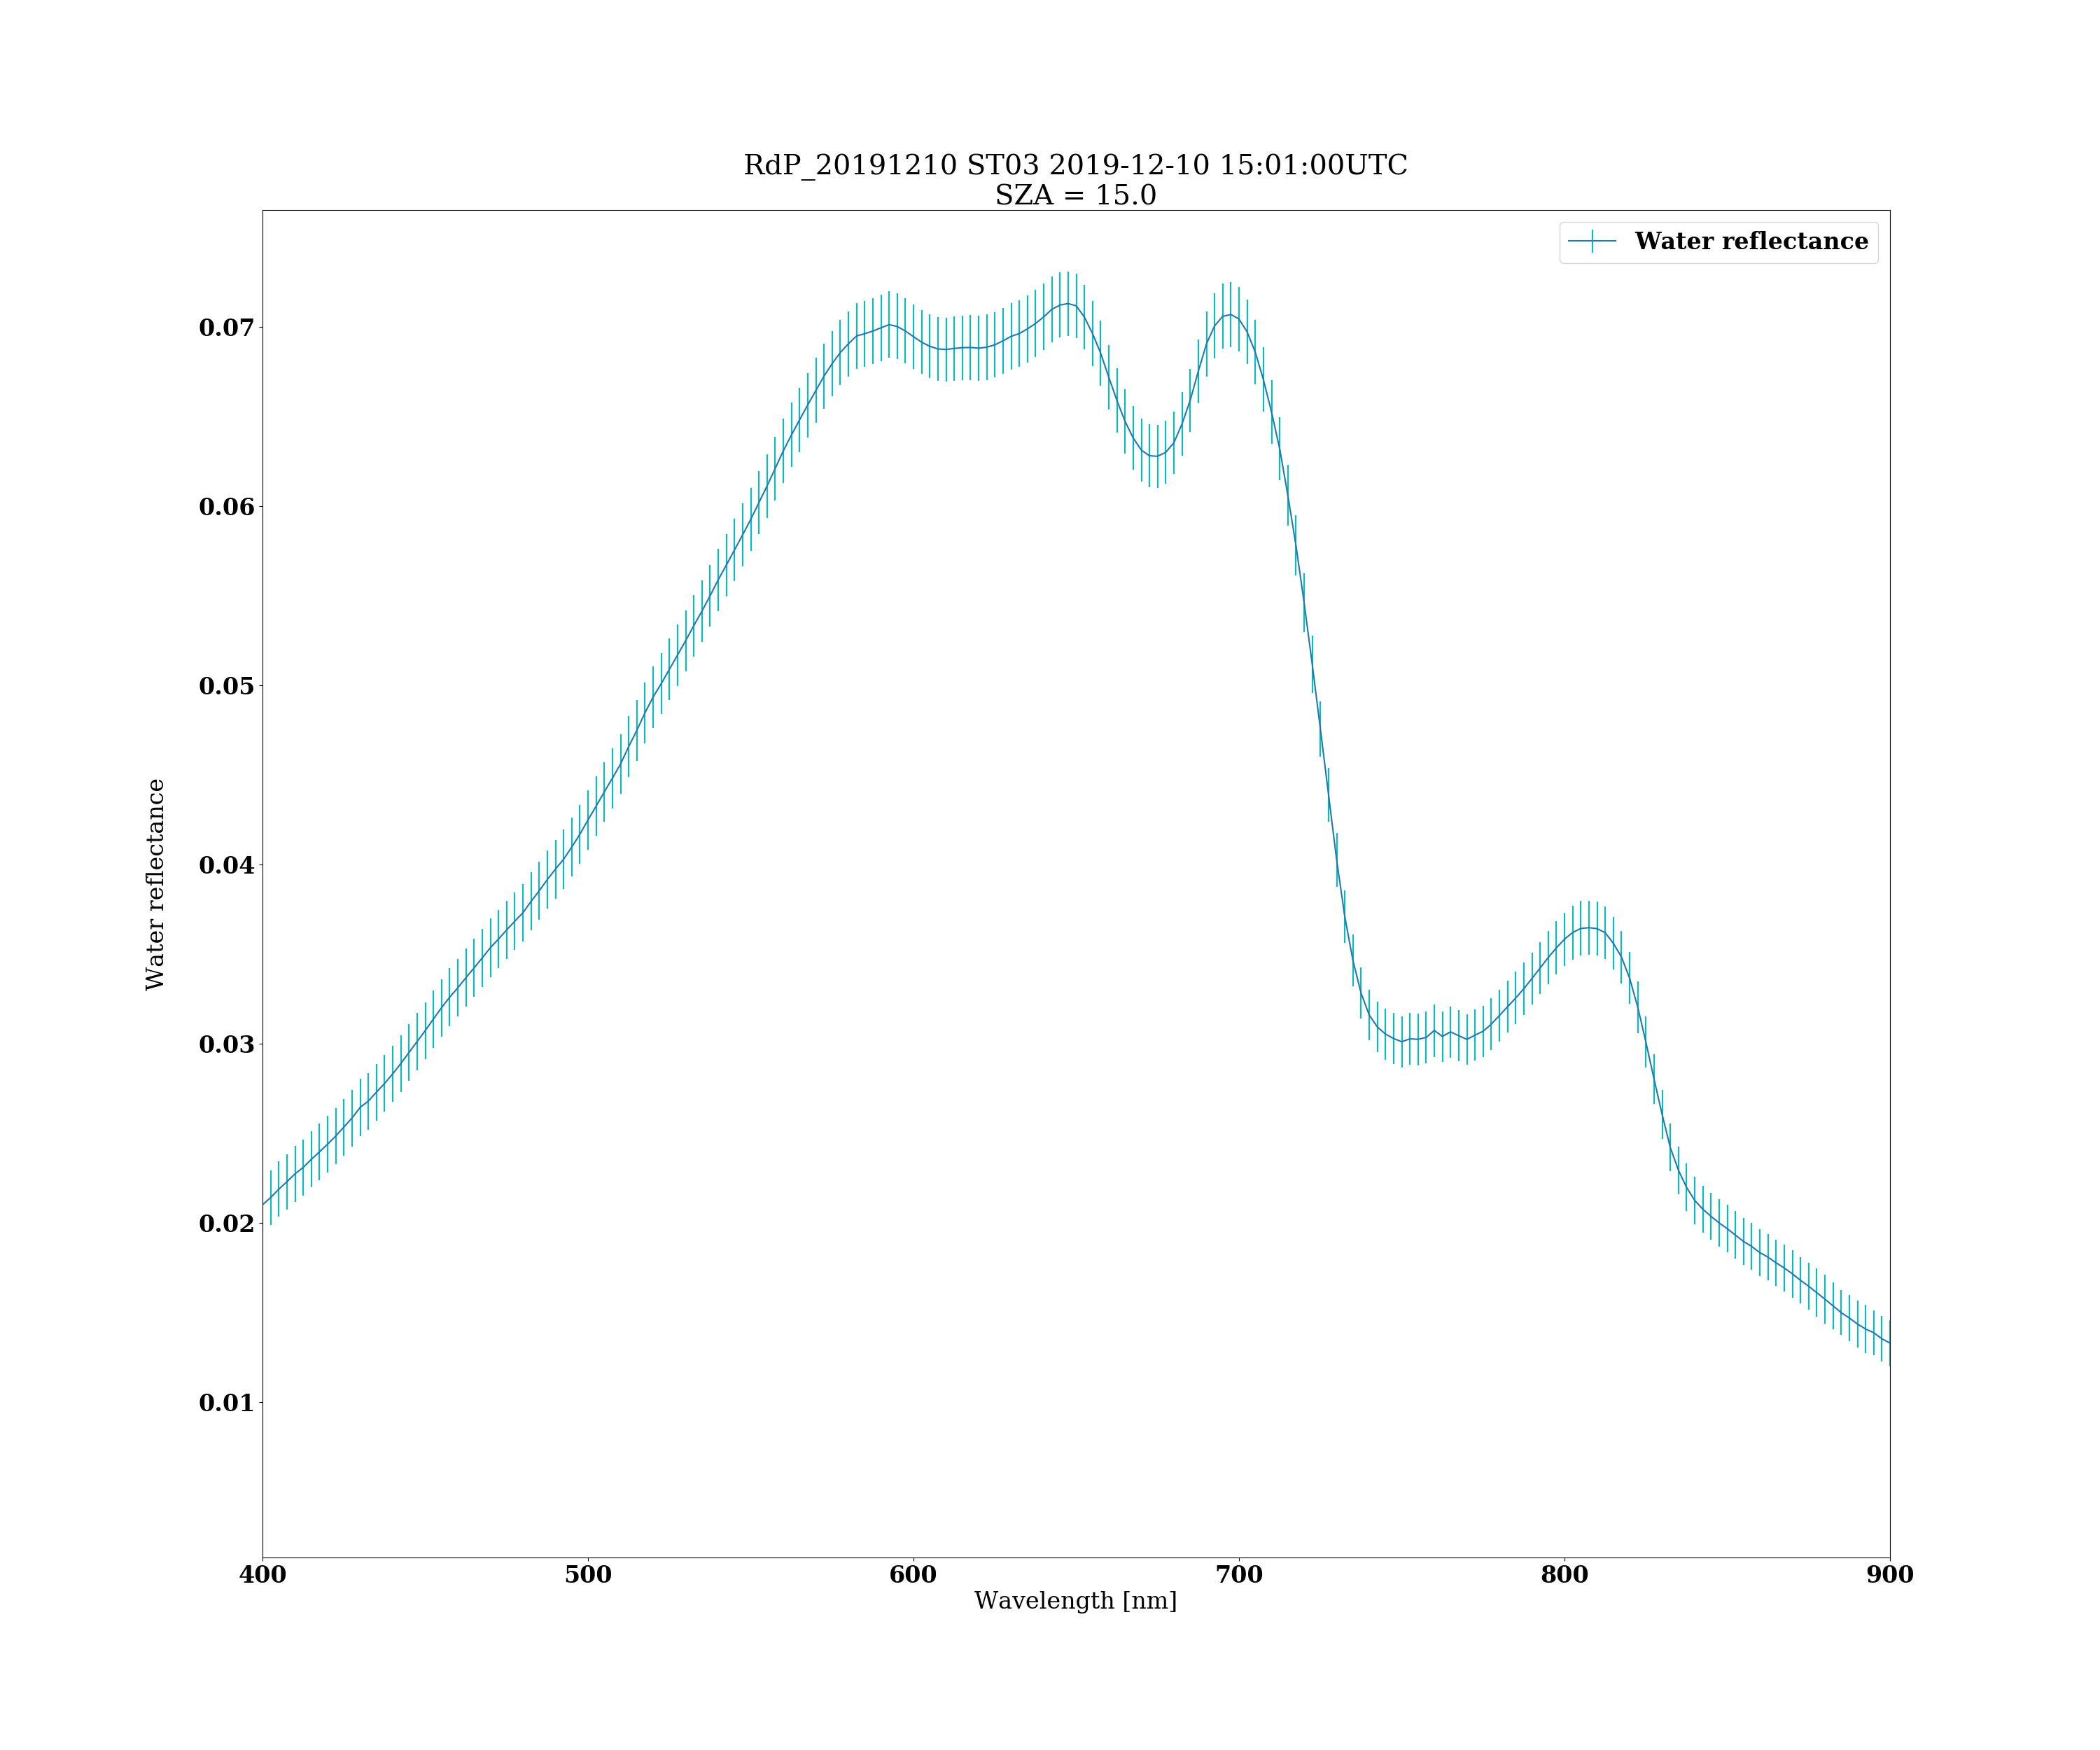 RdP_20191210 ST03 2019-12-10 15:01:00UTC
SZA = 15.0
Water reflectance
0.07
0.06
0.05
0.04
0.03
0.02
0.01
Water reflectance
400 500 600 700 800 900
Wavelength [nm]